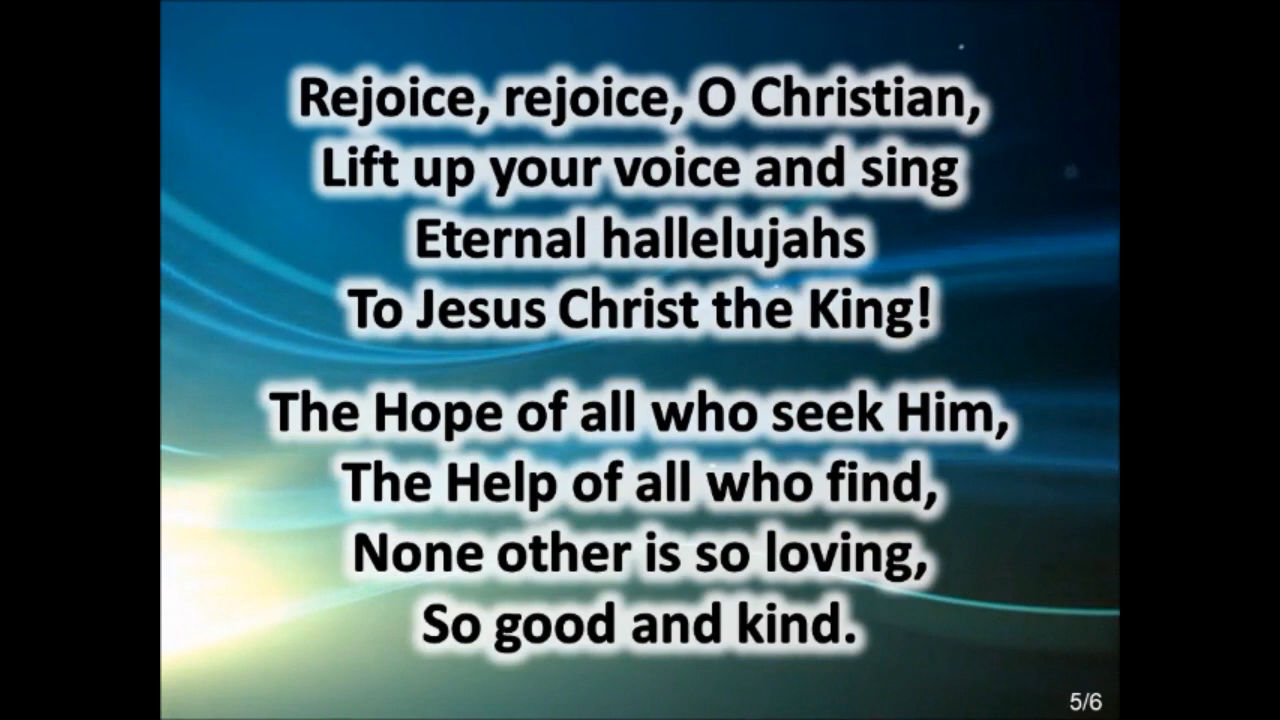 Rejoice, rejoice, O Christian,
Lift up your voice and sing
Eternal hallelujahs
To Jesus Christ the King!
The Hope of all who seek Him,
The Help of all who find,
None other is so loving,
So good and kind.
5/6